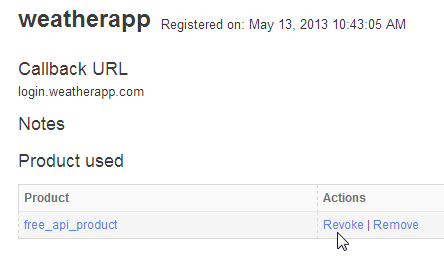 weatherapp Registered on: May 13, 2013 10:43:05 AM
Callback URL
login.weatherapp.com
Notes
Product used
Product Actions
free_api_product Revoke | Remove